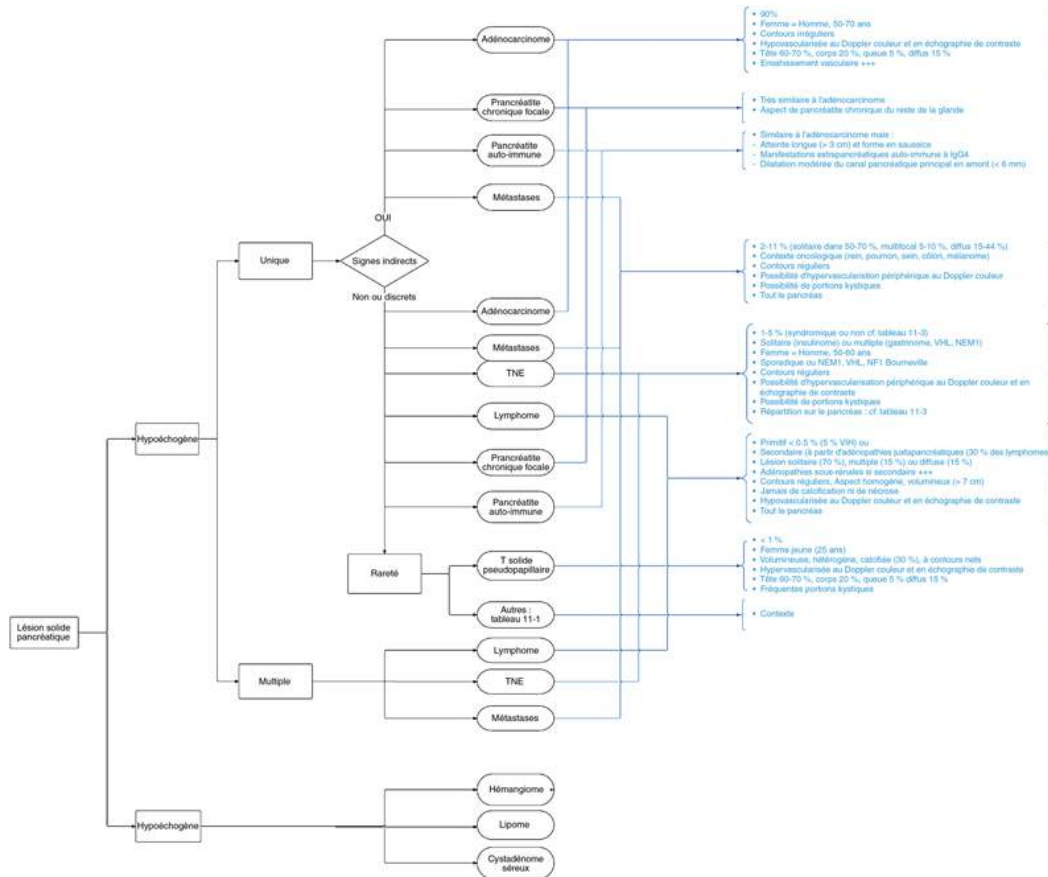 Lésion solide
pancréatique
Hypoéchogène
Unique
Signes indirects
OUI
Non ou discrets
Adénocarcinome
Prancréatite
chronique focale
Pancréatite
auto-immune
Métastases
Adénocarcinome
Métastases
TNE
Lymphome
Prancréatite
chronique focale
Pancréatite
auto-immune
Rareté
T solide
pseudopapillaire
Autres :
tableau 11-1
Multiple
Lymphome
TNE
Métastases
Hypoéchogène
Hémangiome
Lipome
Cystadénome
séreux
• 90%
• Femme = Homme, 50-70 ans
• Contours irréguliers
• Hypovascularisée au Doppler couleur et en échographie de contraste
• Tête 60-70 %, corps 20 %, queue 5 %, diffus 15 %
• Envahissement vasculaire +++
• Très similaire à l'adénocarcinome
• Aspect de pancréatite chronique du reste de la glande
• Similaire à l'adénocarcinome mais :
- Atteinte longue (> 3 cm) et forme en saucisse
- Manifestations extrapancréatiques auto-immune à IgG4
- Dilatation modérée du canal pancréatique principal en amont (< 6 mm)
• 2-11 % (solitaire dans 50-70 %, multifocal 5-10 %, diffus 15-44 %)
• Contexte oncologique (rein, poumon, sein, côlon, mélanome)
• Contours réguliers
• Possibilité d'hypervascularistion périphérique au Doppler couleur
• Possibilité de portions kystiques
• Tout le pancréas
• 1-5 % (syndromique ou non cf. tableau 11-3)
• Solitaire (insulinome) ou multiple (gastrinome, VHL, NEM1)
• Femme = Homme, 50-60 ans
• Sporadique ou NEM1, VHL, NF1 Bourneville
• Contours réguliers
• Possibilité d'hypervascularisation périphérique au Doppler couleur et en
échographie de contraste
• Possibilité de portions kystiques
• Répartition sur le pancréas : cf. tableau 11-3
• Primitif < 0.5 % (5 % VIH) ou
• Secondaire (à partir d'adénopathies juxtapancréatiques (30 % des lymphomes)
• Lésion solitaire (70 %), multiple (15 %) ou diffuse (15 %)
• Adénopathies sous-rénales si secondaire +++
• Contours réguliers, Aspect homogène, volumineux (> 7 cm)
• Jamais de calcification ni de nécrose
• Hypovascularisée au Doppler couleur et en échographie de contraste
• Tout le pancréas
• < 1 %
• Femme jeune (25 ans)
• Volumineuse, hétérogène, calcifiée (30 %), à contours nets
• Hypervascularisée au Doppler couleur et en échographie de contraste
• Tête 60-70 %, corps 20 %, queue 5 % diffus 15 %
• Fréquentes portions kystiques
• Contexte